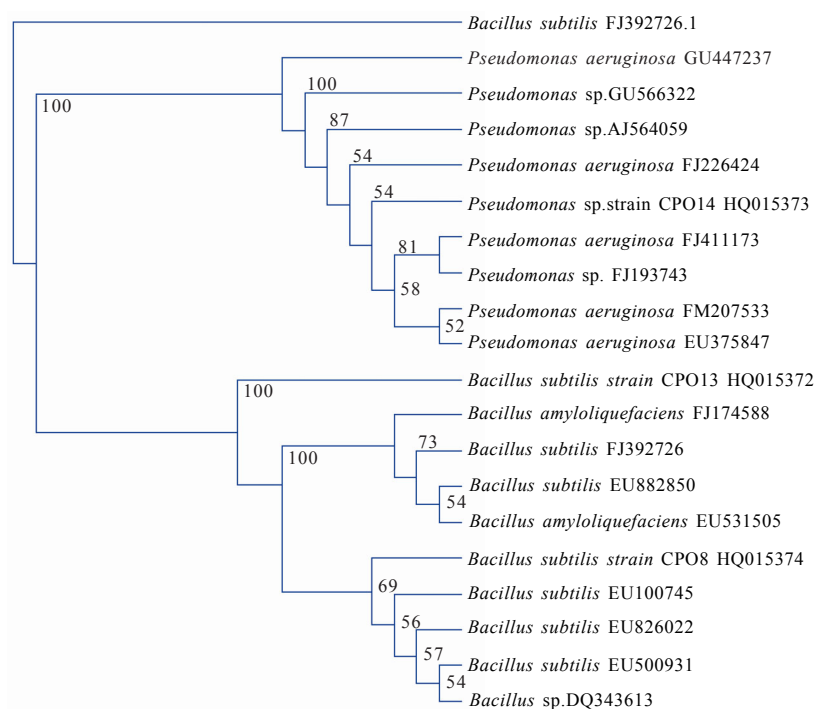 Bacillus subtilis FJ392726.1
Pseudomonas aeruginosa GU447237
100
100
Pseudomonas sp.GU566322
87
Pseudomonas sp.AJ564059
54
Pseudomonas aeruginosa FJ226424
54
Pseudomonas sp.strain CPO14 HQ015373
Pseudomonas aeruginosa FJ411173
81
Pseudomonas sp. FJ193743
58
Pseudomonas aeruginosa FM207533
52
Pseudomonas aeruginosa EU375847
Bacillus subtilis strain CPO13 HQ015372
100
Bacillus amyloliquefaciens FJ174588
73
Bacillus subtilis FJ392726
100
Bacillus subtilis EU882850
54
Bacillus amyloliquefaciens EU531505
Bacillus subtilis strain CPO8 HQ015374
69
Bacillus subtilis EU100745
56
Bacillus subtilis EU826022
57
Bacillus subtilis EU500931
54
Bacillus sp.DQ343613